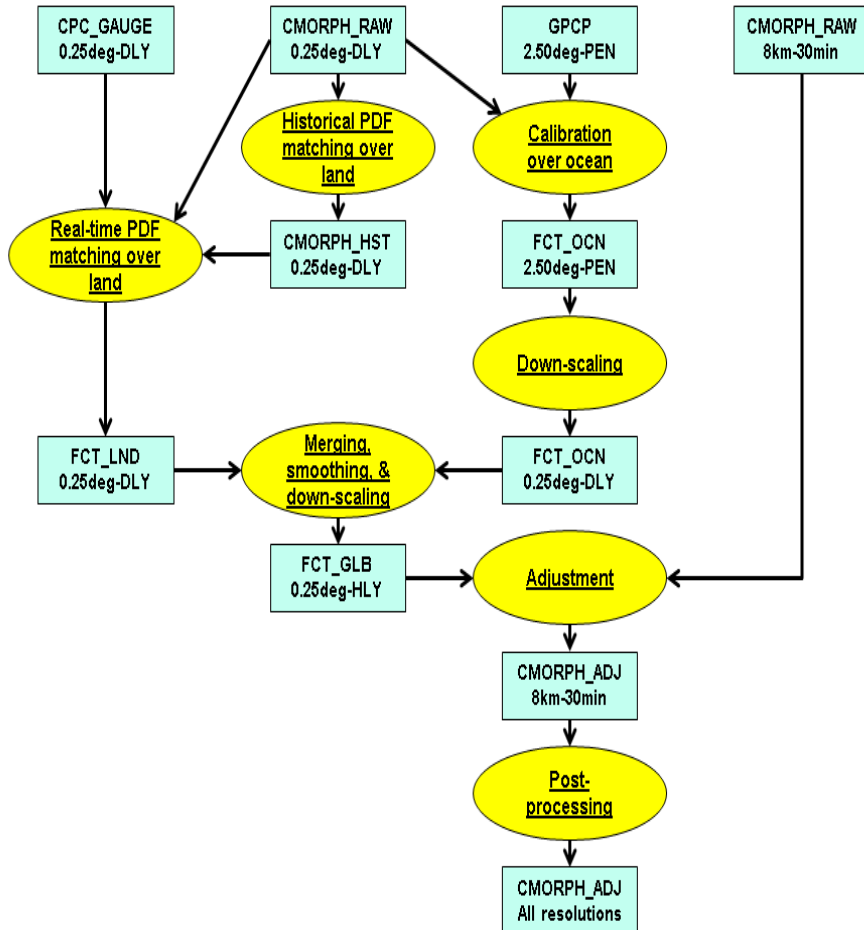 CPC_GAUGE
0.25deg-DLY
CMORPH_RAW
0.25deg-DLY
GPCP
2.50deg-PEN
CMORPH_RAW
8km-30min
Historical PDF
matching over
land
Calibration
over ocean
Real-time PDF
matching over
land
CMORPH_HST
0.25deg-DLY
FCT_OCN
2.50deg-PEN
Down-scaling
FCT_LND
0.25deg-DLY
Merging,
smoothing, &
down-scaling
FCT_OCN
0.25deg-DLY
FCT_GLB
0.25deg-HLY
Adjustment
CMORPH_ADJ
8km-30min
Post-
processing
CMORPH_ADJ
All resolutions